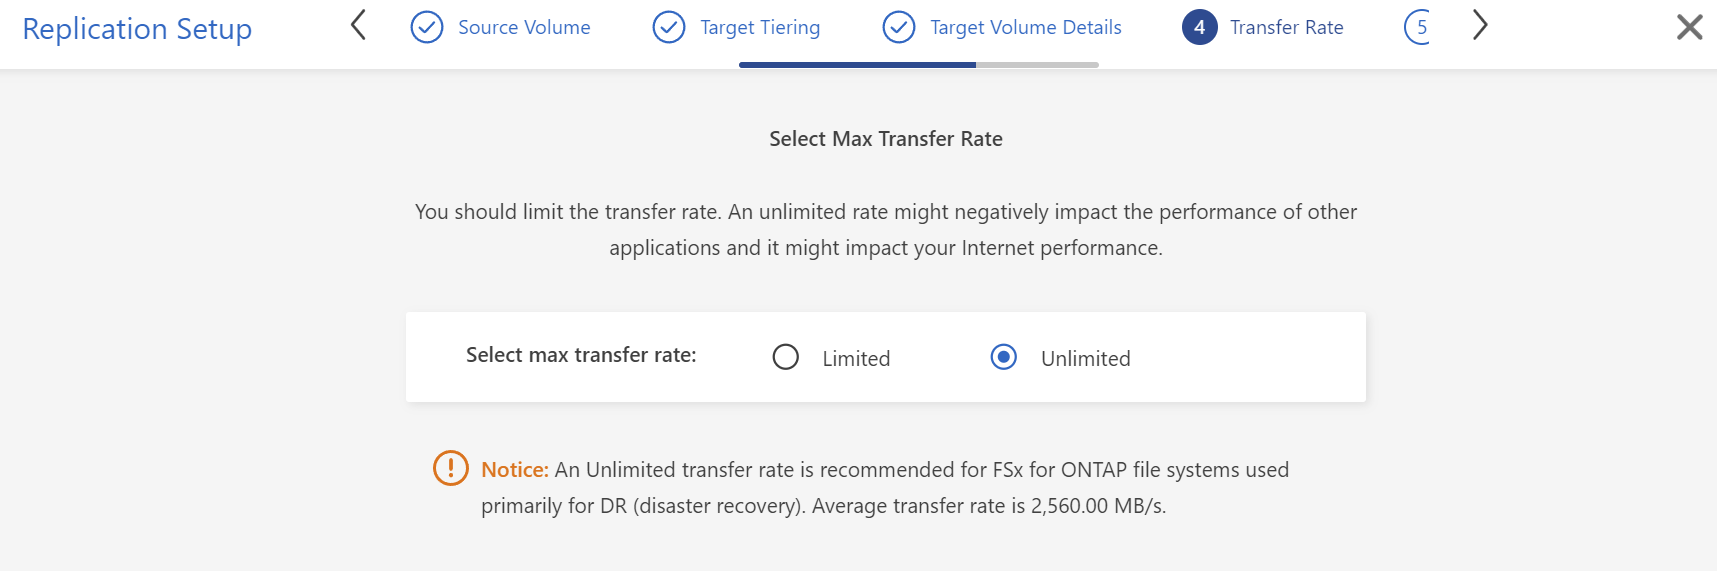 Replication Setup
Source Volume
Target Tiering
Target Volume Details
4 Transfer Rate
5
Select Max Transfer Rate
You should limit the transfer rate. An unlimited rate might negatively impact the performance of other
applications and it might impact your Internet performance.
Select max transfer rate: Limited Unlimited
Notice: An Unlimited transfer rate is recommended for FSx for ONTAP file systems used
primarily for DR (disaster recovery). Average transfer rate is 2,560.00 MB/s.